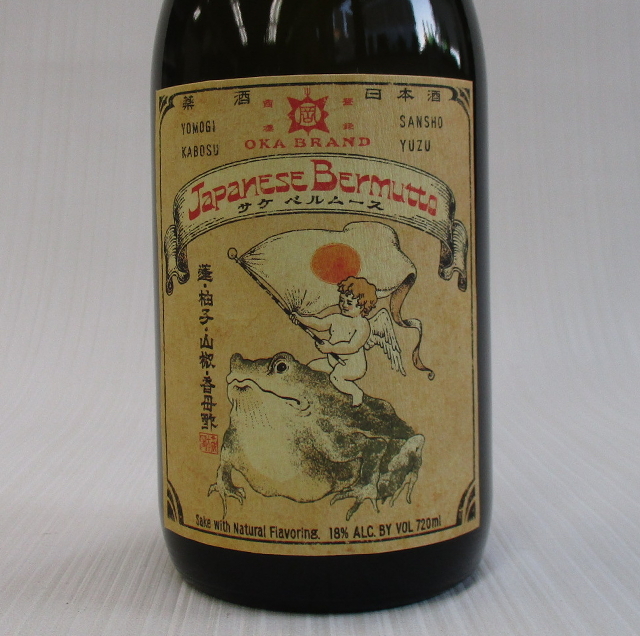 薬酒
日本酒
YOMOGI
KABOSU
岡
OKA BRAND
SANSHO
YUZU
Japanese Bermutto
サケ ベルムース
蓬・柚子・山椒・香母酢
Sake with Natural Flavoring. 18% ALC. BY VOL 720ml